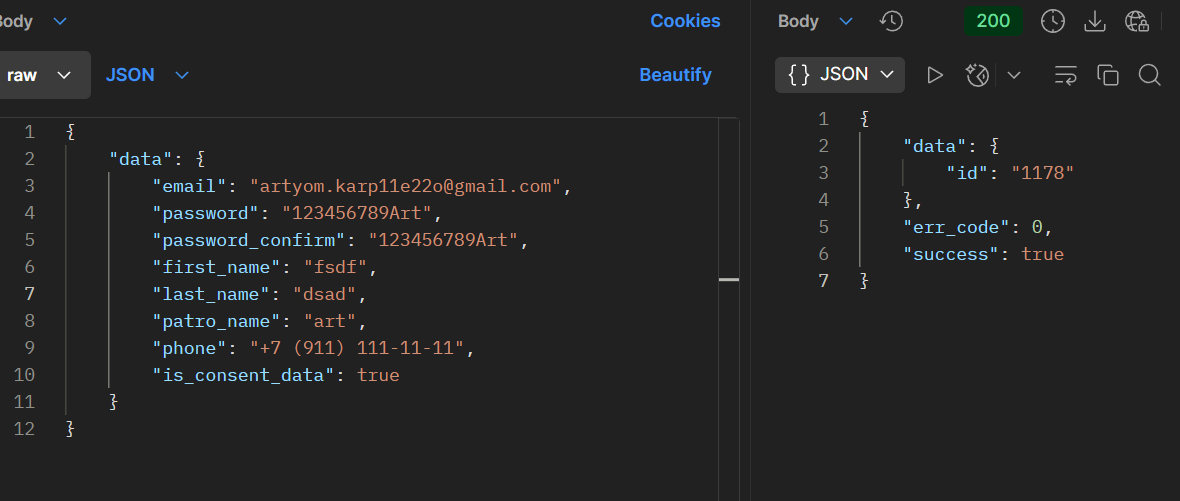 Body
Cookies
raw
JSON
Beautify
1 {
2 "data": {
3 "email": "artyom.karp11e22o@gmail.com",
4 "password": "123456789Art",
5 "password_confirm": "123456789Art",
6 "first_name": "fsdf",
7 "last_name": "dsad",
8 "patro_name": "art",
9 "phone": "+7 (911) 111-11-11",
10 "is_consent_data": true
11 }
12 }
Body
200
{} JSON
1 {
2 "data": {
3 "id": "1178"
4 },
5 "err_code": 0,
6 "success": true
7 }